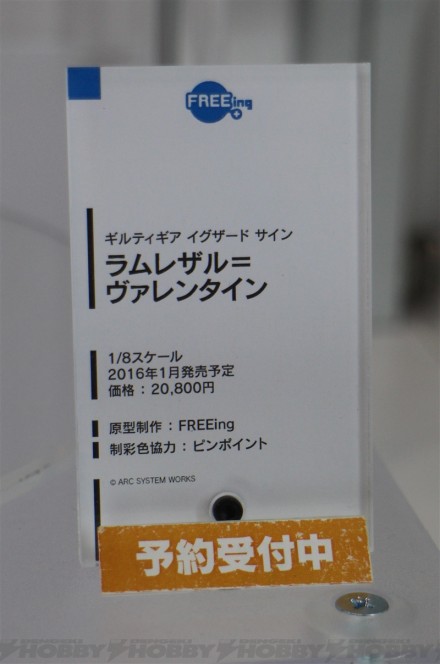 FREEing
ギルティギア イグザード サイン
ラムレザル＝
ヴァレンタイン
1/8スケール
2016年1月発売予定
価格：20,800円
原型制作：FREEing
制彩色協力：ピンポイント
© ARC SYSTEM WORKS
予約受付中
HOBBY HOBBY HOBBY